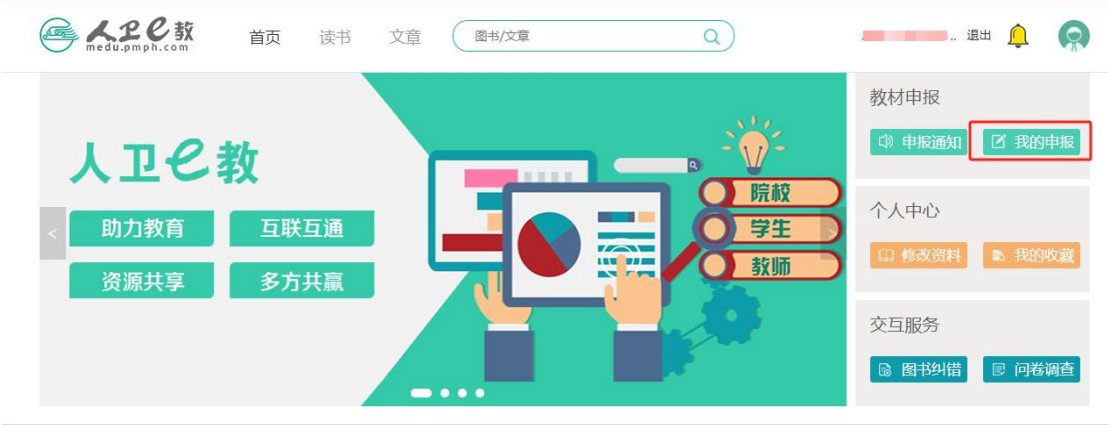 人卫e教
medu.pmph.com
首页 读书 文章 图书/文章 .. 退出
教材申报
申报通知 我的申报
人卫e教
助力教育 互联互通
资源共享 多方共赢
院校
学生
教师
个人中心
修改资料 我的收藏
交互服务
图书纠错 问卷调查